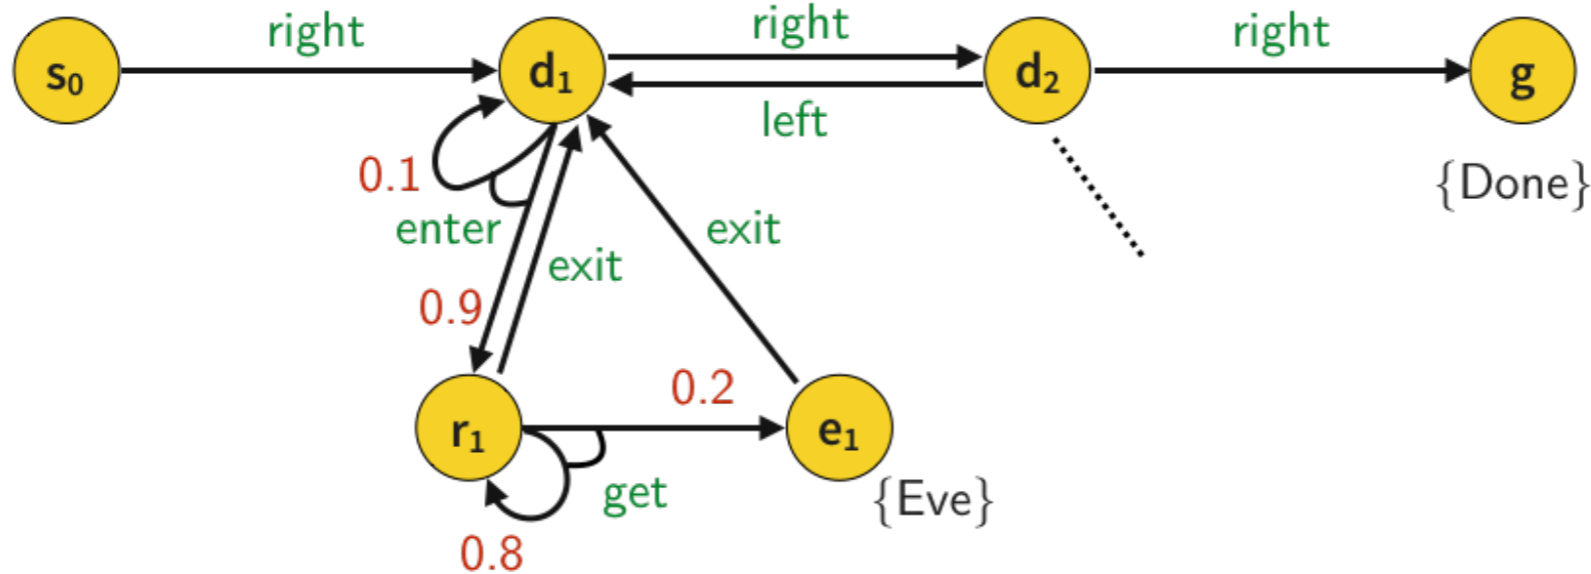 right
right
right
s₀
d₁
d₂
g
left
0.1
{Done}
enter
exit
exit
0.9
0.2
r₁
e₁
get
{Eve}
0.8